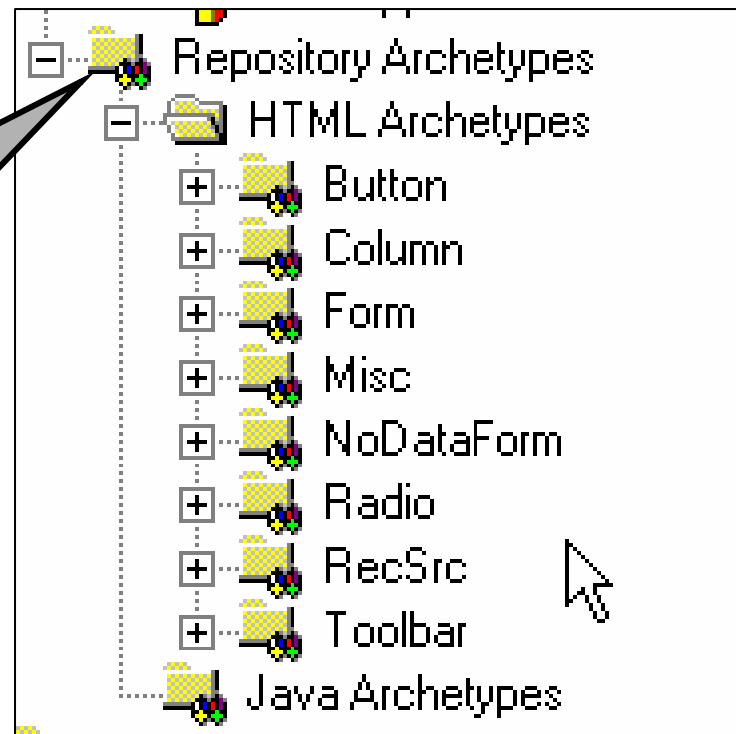 Repository Archetypes
HTML Archetypes
Button
Column
Form
Misc
NoDataForm
Radio
RecSrc
Toolbar
Java Archetypes